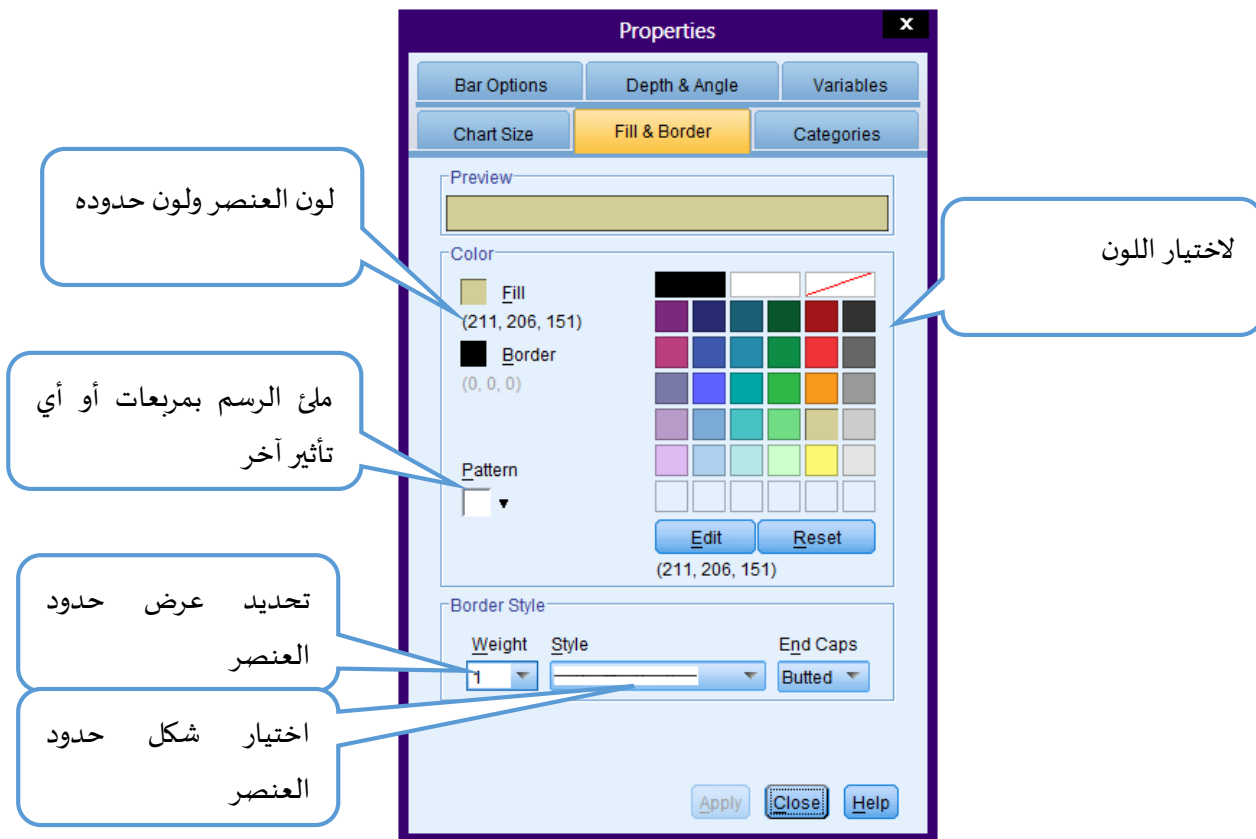 Properties
x
Bar Options
Depth & Angle
Variables
Chart Size
Fill & Border
Categories
Preview
Color
Fill
(211, 206, 151)
Border
(0, 0, 0)
Pattern
Edit
Reset
(211, 206, 151)
Border Style
Weight
Style
End Caps
1
Butted
Apply
Close
Help
لون العنصر ولون حدوده
لاختيار اللون
ملئ الرسم بمربعات أو أي
تأثير آخر
تحديد عرض حدود
العنصر
اختيار شكل حدود
العنصر